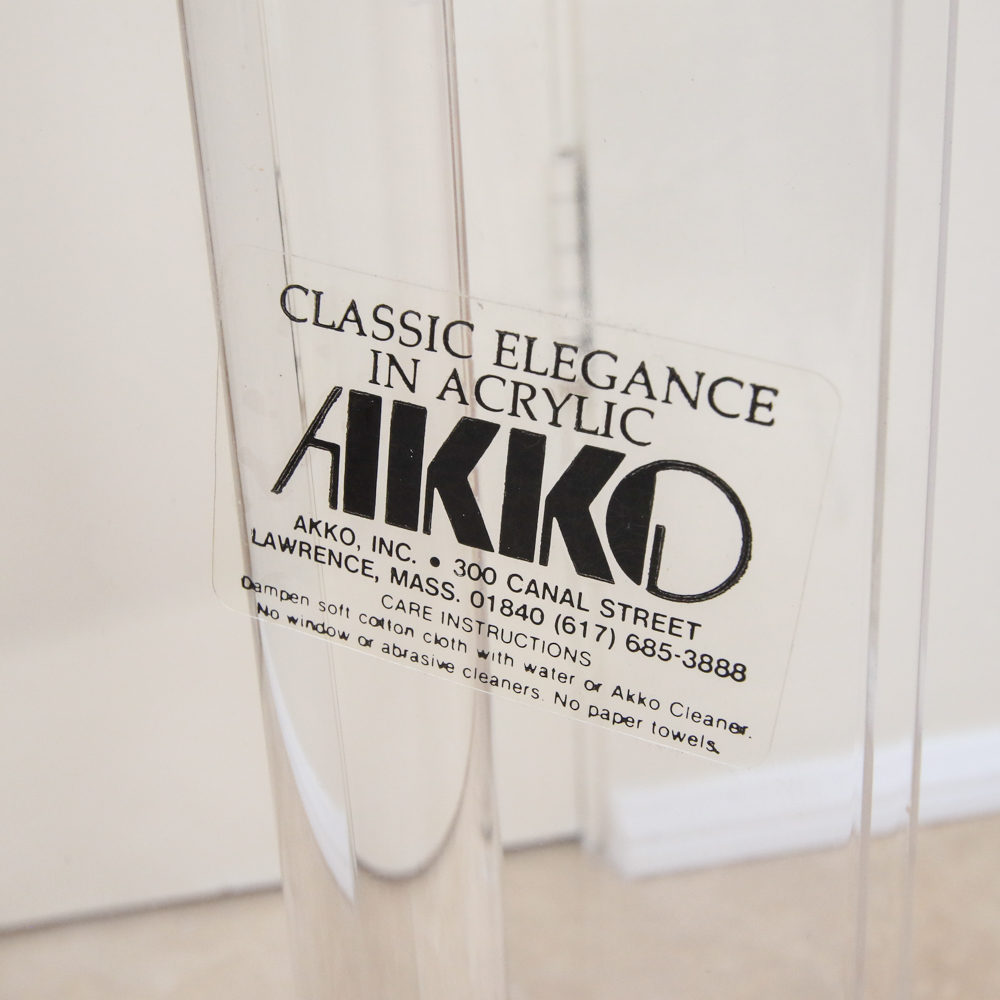 CLASSIC ELEGANCE
IN ACRYLIC
AKKO
AKKO, INC. • 300 CANAL STREET
LAWRENCE, MASS. 01840 (617) 685-3888
CARE INSTRUCTIONS
Dampen soft cotton cloth with water or Akko Cleaner.
No window or abrasive cleaners. No paper towels.